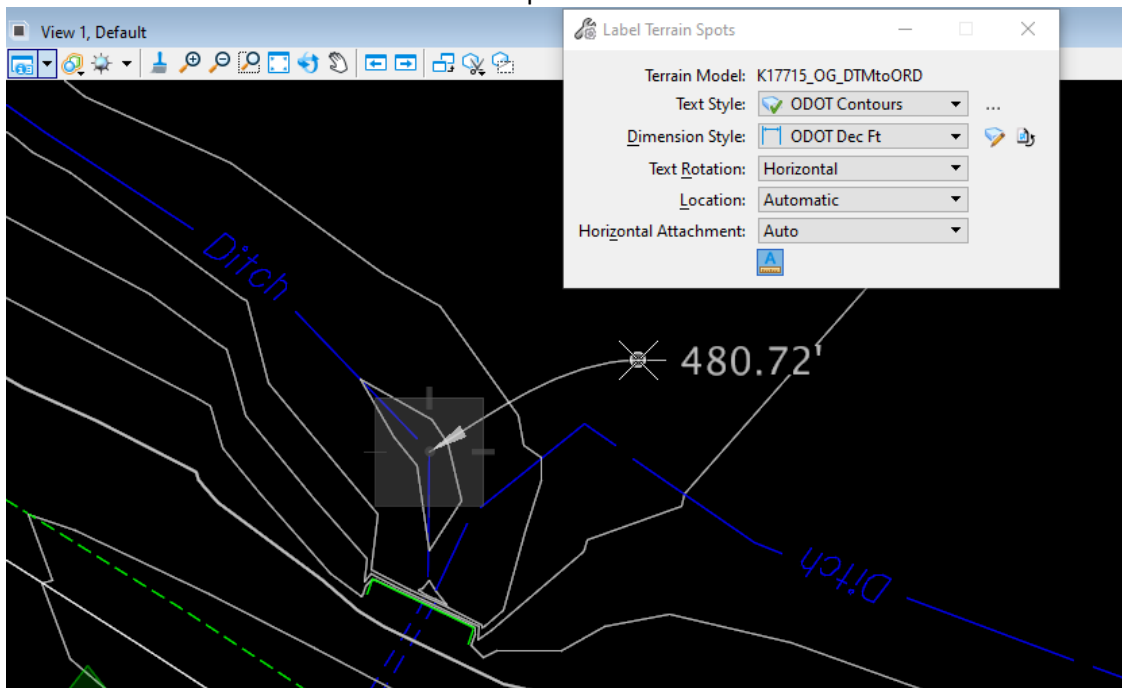 View 1, Default
Label Terrain Spots
Terrain Model: K17715_OG_DTMtoORD
Text Style: ODOT Contours ...
Dimension Style: ODOT Dec Ft
Text Rotation: Horizontal
Location: Automatic
Horizontal Attachment: Auto
A
Ditch
480.72'
Ditch